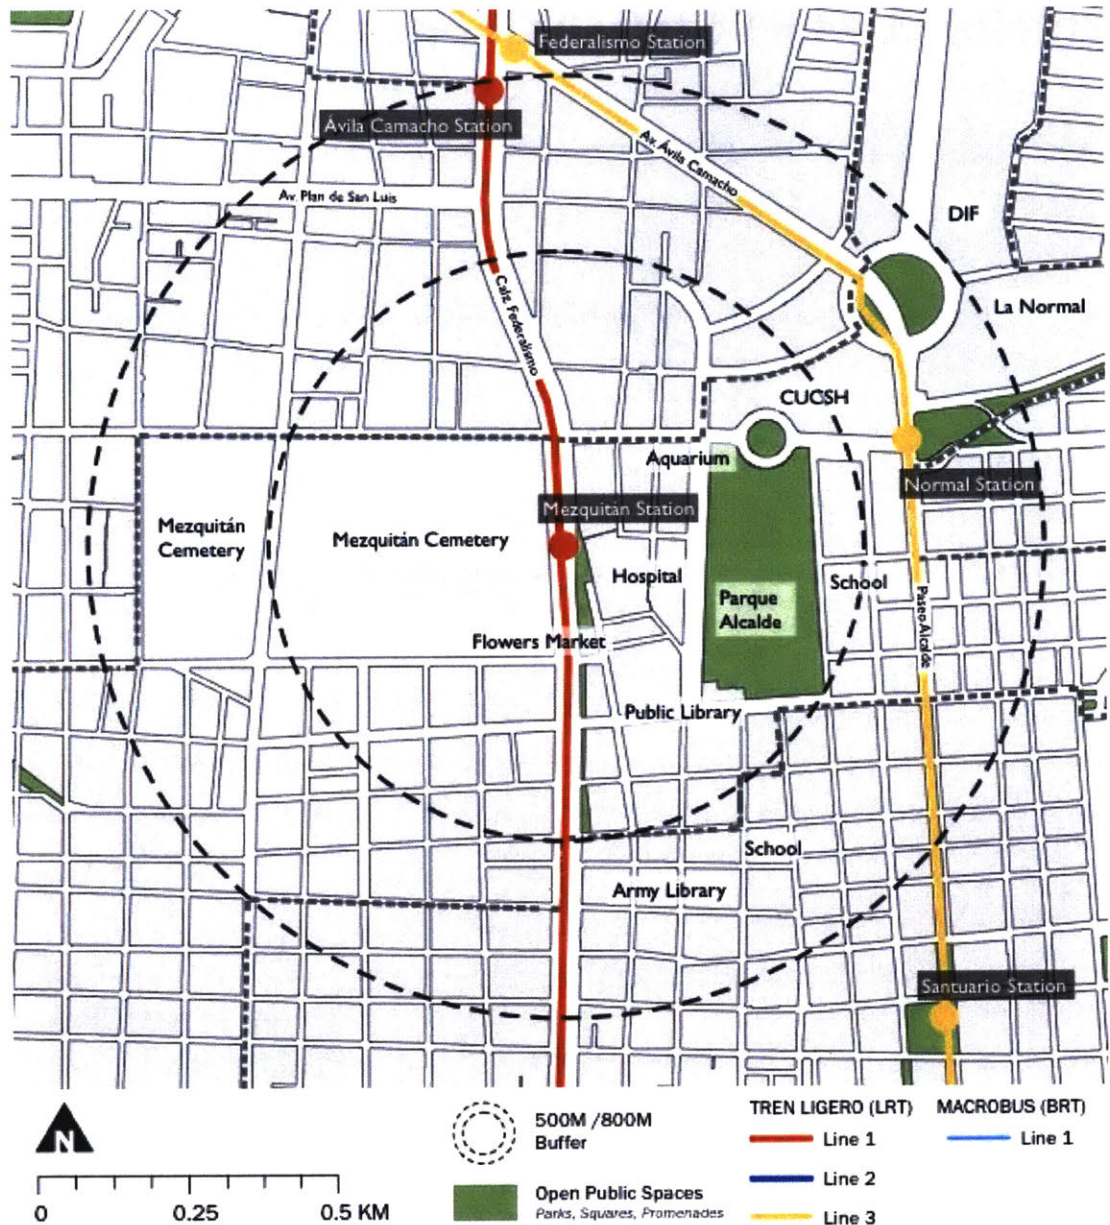 Federalismo Station
Ávila Camacho Station
Av. Ávila Camacho
Av. Plan de San Luis
DIF
La Normal
Calz. Federalismo
CUCSH
Aquarium
Normal Station
Mezquitán Station
Mezquitán
Cemetery
Mezquitán Cemetery
Hospital
School
Parque
Alcalde
Paseo Alcalde
Flowers Market
Public Library
School
Army Library
Santuario Station
N
0 0.25 0.5 KM
500M /800M
Buffer
Open Public Spaces
Parks, Squares, Promenades
TREN LIGERO (LRT)
Line 1
Line 2
Line 3
MACROBUS (BRT)
Line 1